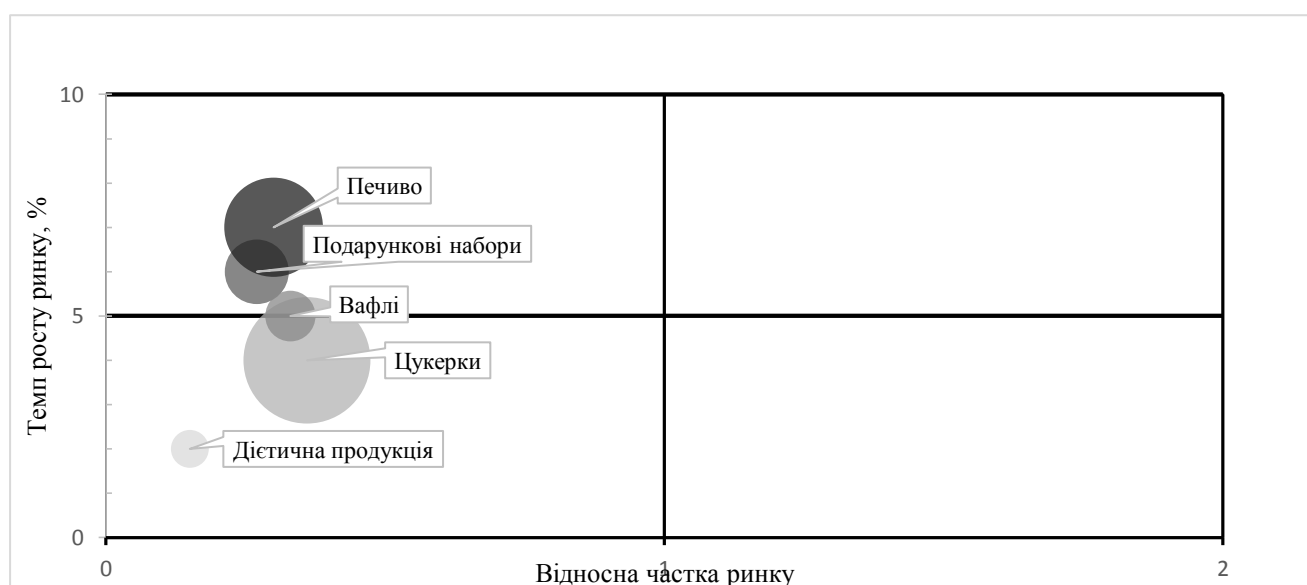 10
Печиво
Подарункові набори
Темп росту ринку, %
5
Вафлі
Цукерки
Дієтична продукція
0
0
1
2
Відносна частка ринку